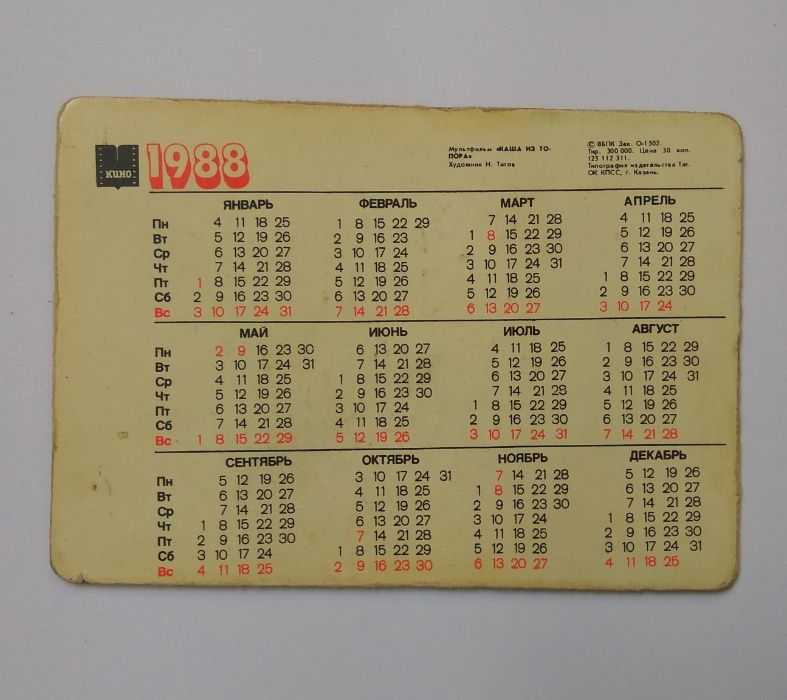 КИНО
1988
Мультфильм «КАША ИЗ ТО-
ПОРА»
Художник Н. Титов
© ВБПК Зак. О-1502.
Тир. 300 000. Цена 30 коп.
123 112 311.
Типография издательства Тат.
ОК КПСС, г. Казань.
ЯНВАРЬ ФЕВРАЛЬ МАРТ АПРЕЛЬ
Пн 4 11 18 25 1 8 15 22 29 7 14 21 28 4 11 18 25
Вт 5 12 19 26 2 9 16 23 1 8 15 22 29 5 12 19 26
Ср 6 13 20 27 3 10 17 24 2 9 16 23 30 6 13 20 27
Чт 7 14 21 28 4 11 18 25 3 10 17 24 31 7 14 21 28
Пт 1 8 15 22 29 5 12 19 26 4 11 18 25 1 8 15 22 29
Сб 2 9 16 23 30 6 13 20 27 5 12 19 26 2 9 16 23 30
Вс 3 10 17 24 31 7 14 21 28 6 13 20 27 3 10 17 24
МАЙ ИЮНЬ ИЮЛЬ АВГУСТ
Пн 2 9 16 23 30 6 13 20 27 4 11 18 25 1 8 15 22 29
Вт 3 10 17 24 31 7 14 21 28 5 12 19 26 2 9 16 23 30
Ср 4 11 18 25 1 8 15 22 29 6 13 20 27 3 10 17 24 31
Чт 5 12 19 26 2 9 16 23 30 7 14 21 28 4 11 18 25
Пт 6 13 20 27 3 10 17 24 1 8 15 22 29 5 12 19 26
Сб 7 14 21 28 4 11 18 25 2 9 16 23 30 6 13 20 27
Вс 1 8 15 22 29 5 12 19 26 3 10 17 24 31 7 14 21 28
СЕНТЯБРЬ ОКТЯБРЬ НОЯБРЬ ДЕКАБРЬ
Пн 5 12 19 26 3 10 17 24 31 7 14 21 28 5 12 19 26
Вт 6 13 20 27 4 11 18 25 1 8 15 22 29 6 13 20 27
Ср 7 14 21 28 5 12 19 26 2 9 16 23 30 7 14 21 28
Чт 1 8 15 22 29 6 13 20 27 3 10 17 24 1 8 15 22 29
Пт 2 9 16 23 30 7 14 21 28 4 11 18 25 2 9 16 23 30
Сб 3 10 17 24 1 8 15 22 29 5 12 19 26 3 10 17 24 31
Вс 4 11 18 25 2 9 16 23 30 6 13 20 27 4 11 18 25